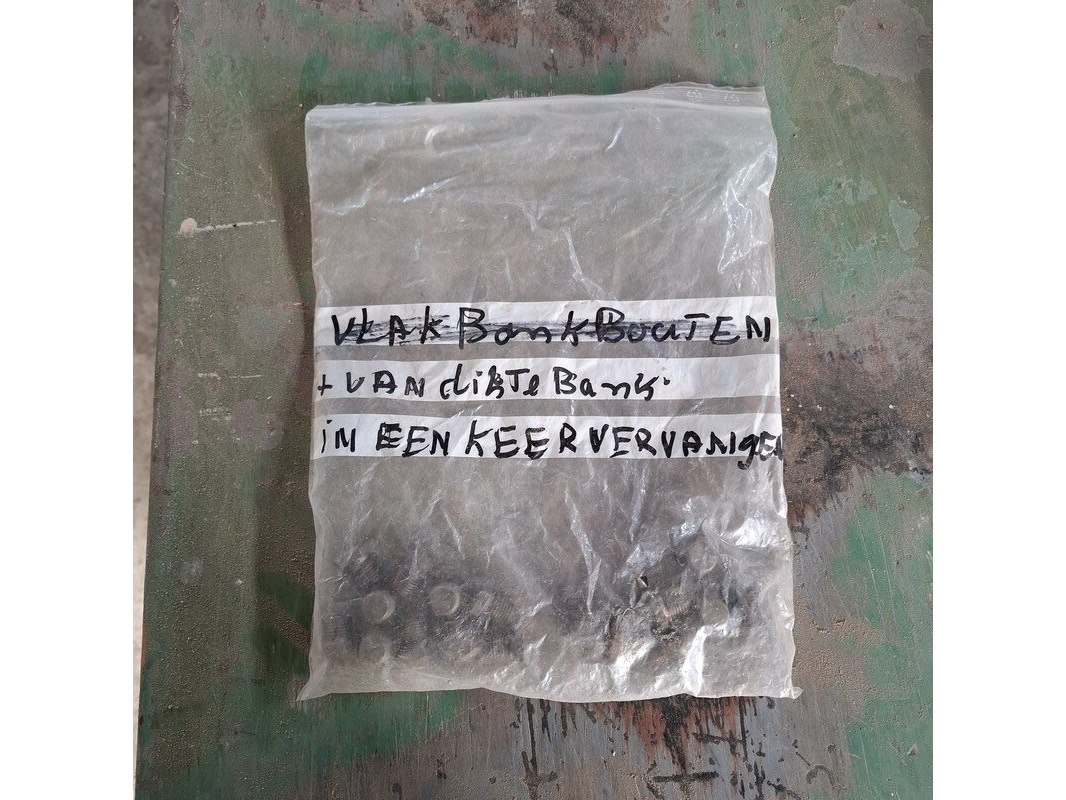 VLAK BankBOUTEN
+ VAN dikTe Bank.
iN EEN KEER VERVANgEN